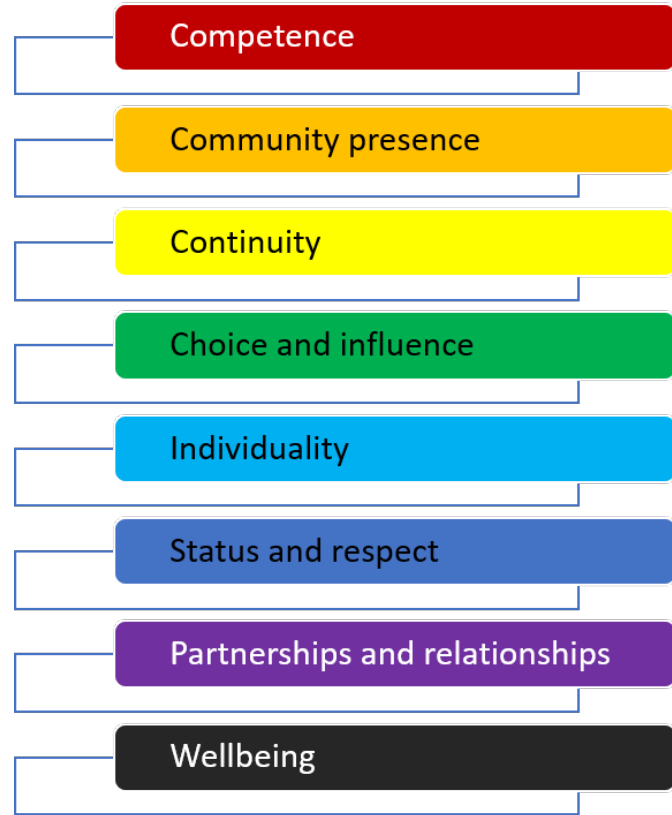 Competence
Community presence
Continuity
Choice and influence
Individuality
Status and respect
Partnerships and relationships
Wellbeing